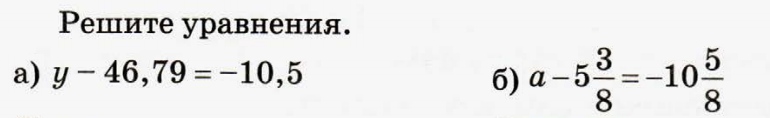 Решите уравнения.
а) y − 46,79 = −10,5 б) a − 5 3/8 = −10 5/8